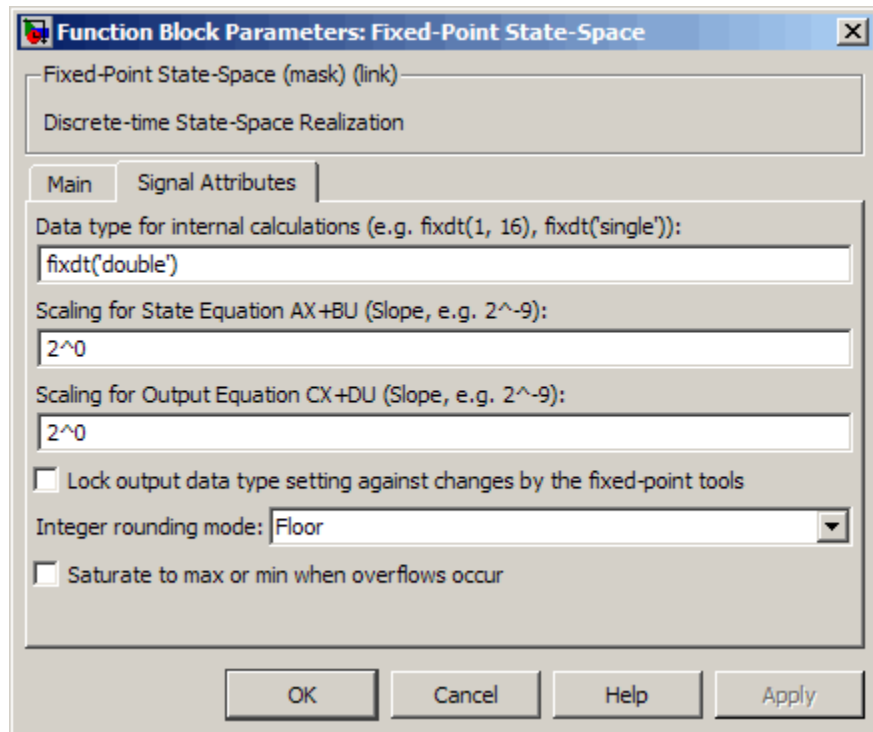 Function Block Parameters: Fixed-Point State-Space
Fixed-Point State-Space (mask) (link)
Discrete-time State-Space Realization
Main Signal Attributes
Data type for internal calculations (e.g. fixdt(1, 16), fixdt('single')):
fixdt('double')
Scaling for State Equation AX+BU (Slope, e.g. 2^-9):
2^0
Scaling for Output Equation CX+DU (Slope, e.g. 2^-9):
2^0
Lock output data type setting against changes by the fixed-point tools
Integer rounding mode: Floor
Saturate to max or min when overflows occur
OK Cancel Help Apply